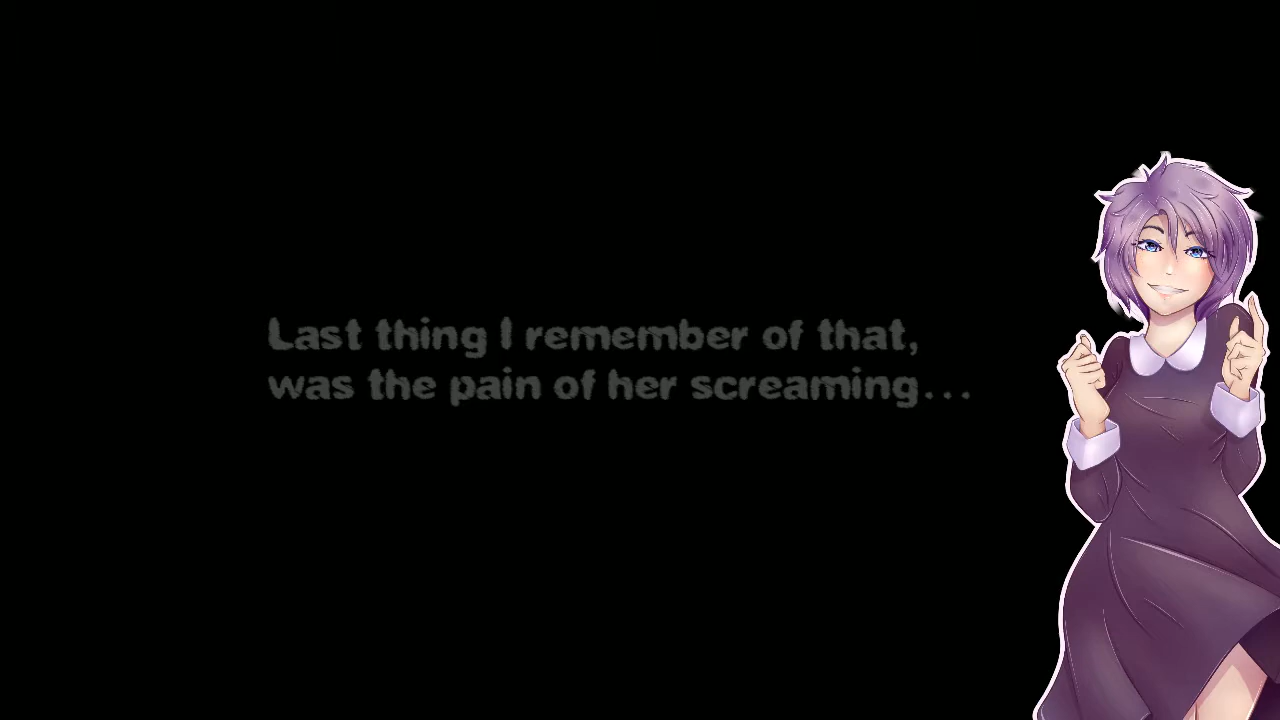 Last thing I remember of that,
was the pain of her screaming...